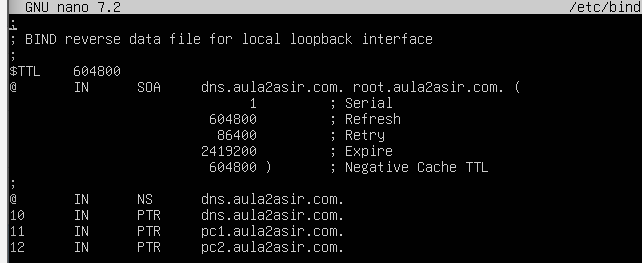 GNU nano 7.2 /etc/bind
;
; BIND reverse data file for local loopback interface
;
$TTL 604800
@ IN SOA dns.aula2asir.com. root.aula2asir.com. (
1 ; Serial
604800 ; Refresh
86400 ; Retry
2419200 ; Expire
604800 ) ; Negative Cache TTL
;
@ IN NS dns.aula2asir.com.
10 IN PTR dns.aula2asir.com.
11 IN PTR pc1.aula2asir.com.
12 IN PTR pc2.aula2asir.com.